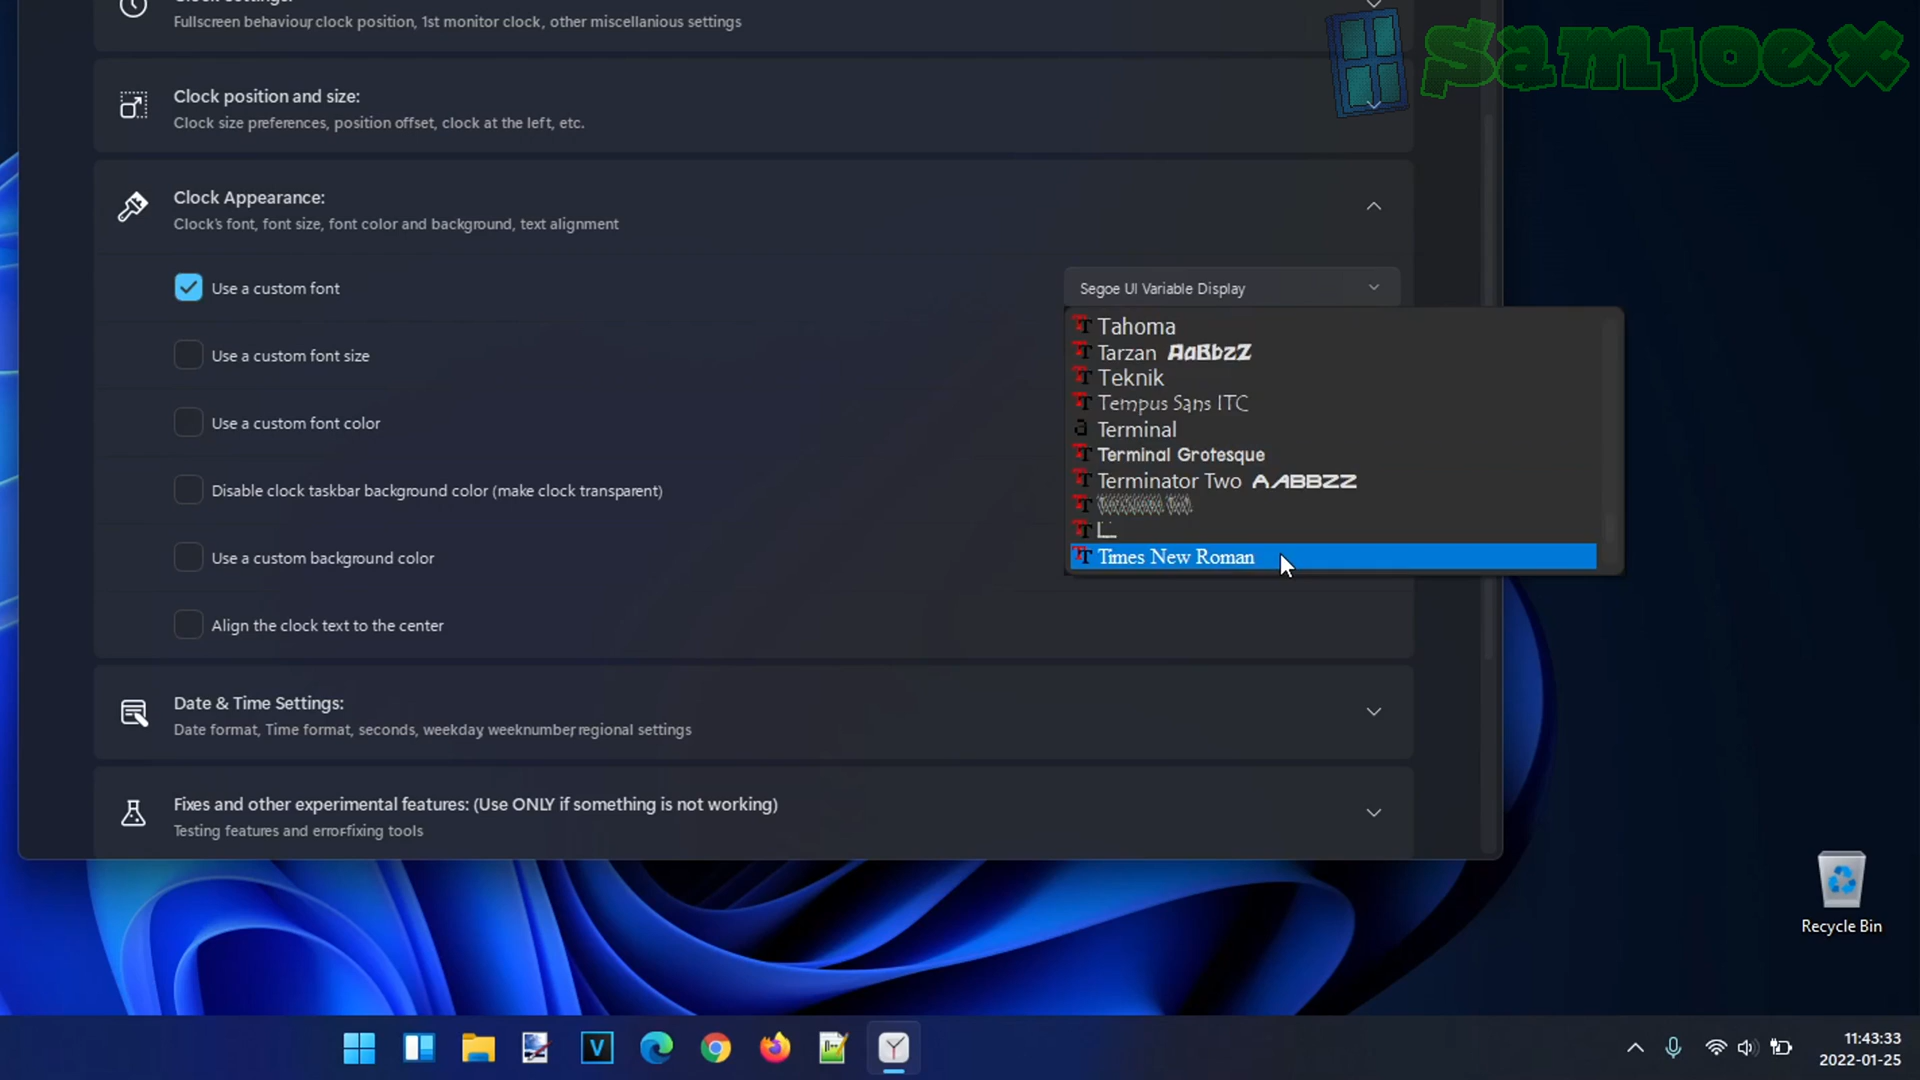 Fullscreen behaviour, clock position, 1st monitor clock, other miscellanious settings
Samjoex
Clock position and size:
Clock size preferences, position offset, clock at the left, etc.
Clock Appearance:
Clock's font, font size, font color and background, text alignment
Use a custom font
Segoe UI Variable Display
Tahoma
Tarzan AaBbzZ
Teknik
Tempus Sans ITC
Terminal
Terminal Grotesque
Terminator Two AABBZZ
Times New Roman
Use a custom font size
Use a custom font color
Disable clock taskbar background color (make clock transparent)
Use a custom background color
Align the clock text to the center
Date & Time Settings:
Date format, Time format, seconds, weekday, weeknumber, regional settings
Fixes and other experimental features: (Use ONLY if something is not working)
Testing features and error-fixing tools
Recycle Bin
11:43:33
2022-01-25